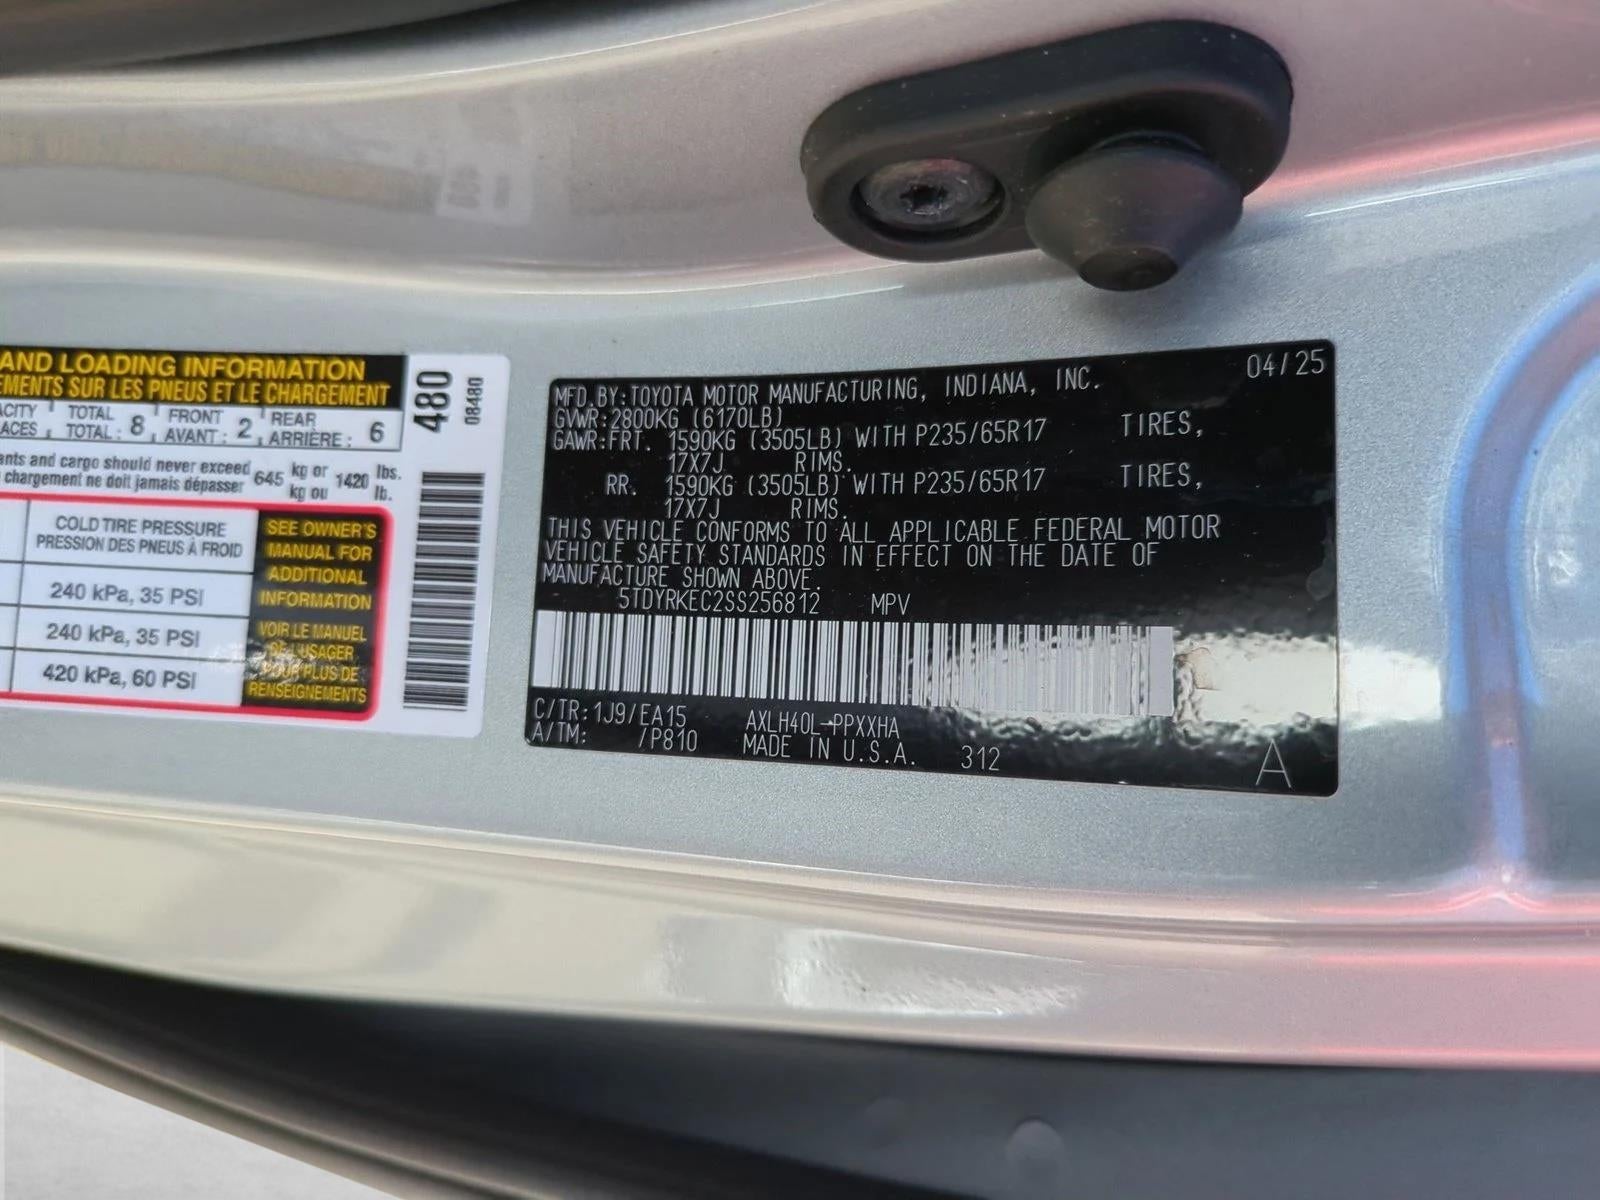 AND LOADING INFORMATION
EMENTS SUR LES PNEUS ET LE CHARGEMENT
ACITY TOTAL 8 FRONT 2 REAR 6
ACES TOTAL: AVANT: ARRIÈRE:
ants and cargo should never exceed 645 kg or 1420 lbs.
chargement ne doit jamais dépasser kg ou lb.
COLD TIRE PRESSURE
PRESSION DES PNEUS À FROID
240 kPa, 35 PSI
240 kPa, 35 PSI
420 kPa, 60 PSI
SEE OWNER'S
MANUAL FOR
ADDITIONAL
INFORMATION
VOIR LE MANUEL
DE L'USAGER
POUR PLUS DE
RENSEIGNEMENTS
480
08480
04/25
MFD.BY:TOYOTA MOTOR MANUFACTURING, INDIANA, INC.
GVWR:2800KG (6170LB)
GAWR:FRT. 1590KG (3505LB) WITH P235/65R17 TIRES,
17X7J RIMS.
RR. 1590KG (3505LB) WITH P235/65R17 TIRES,
17X7J RIMS.
THIS VEHICLE CONFORMS TO ALL APPLICABLE FEDERAL MOTOR
VEHICLE SAFETY STANDARDS IN EFFECT ON THE DATE OF
MANUFACTURE SHOWN ABOVE.
5TDYRKEC2SS256812 MPV
C/TR:1J9/EA15 AXLH40L-PPXXHA
A/TM: /P810 MADE IN U.S.A. 312
A